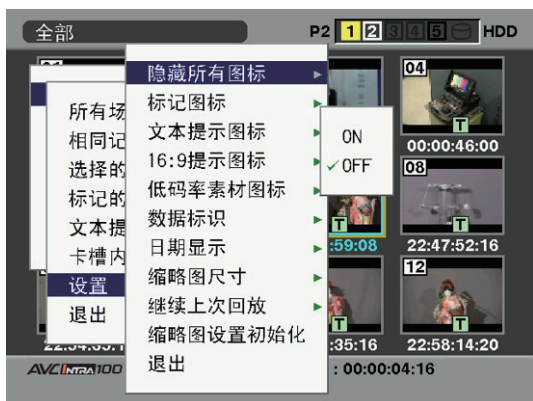 全部
P2 1 2 3 4 5 HDD
隐藏所有图标
标记图标
文本提示图标
16:9提示图标
低码率素材图标
数据标识
日期显示
缩略图尺寸
继续上次回放
缩略图设置初始化
退出
ON
✓OFF
所有场
相同记
选择的
标记的
文本提
卡槽内
设置
退出
04
T
00:00:46:00
08
T
T
:59:08
22:47:52:16
12
T
T
:35:16
22:58:14:20
AVC INTRA 100
: 00:00:04:16